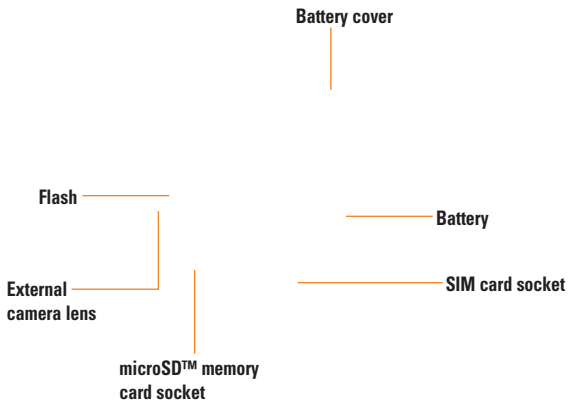 Battery cover
Flash
Battery
External
camera lens
SIM card socket
microSD™ memory
card socket